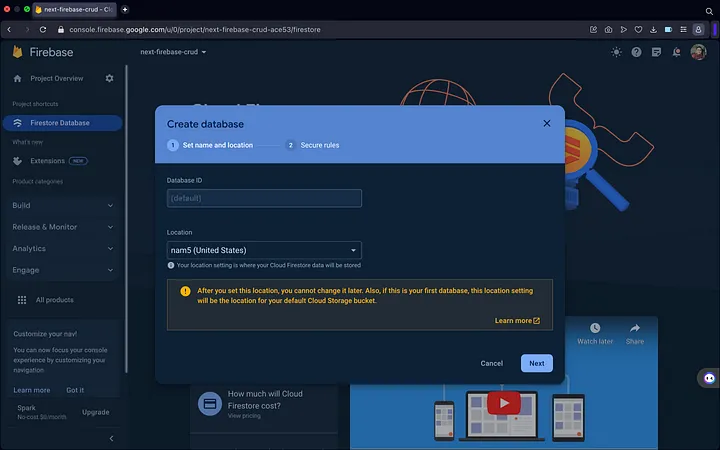 next-firebase-crud - Clo
console.firebase.google.com/u/0/project/next-firebase-crud-ace53/firestore
Firebase
next-firebase-crud
Project Overview
Project shortcuts
Firestore Database
What's new
Extensions
NEW
Product categories
Build
Release & Monitor
Analytics
Engage
All products
Customize your nav!
You can now focus your console
experience by customizing your
navigation
Learn more
Got it
Spark
No-cost $0/month
Upgrade
Create database
1 Set name and location
2 Secure rules
Database ID
(default)
Location
nam5 (United States)
Your location setting is where your Cloud Firestore data will be stored
After you set this location, you cannot change it later. Also, if this is your first database, this location setting
will be the location for your default Cloud Storage bucket.
Learn more
Cancel
Next
Watch later
Share
How much will Cloud
Firestore cost?
View pricing